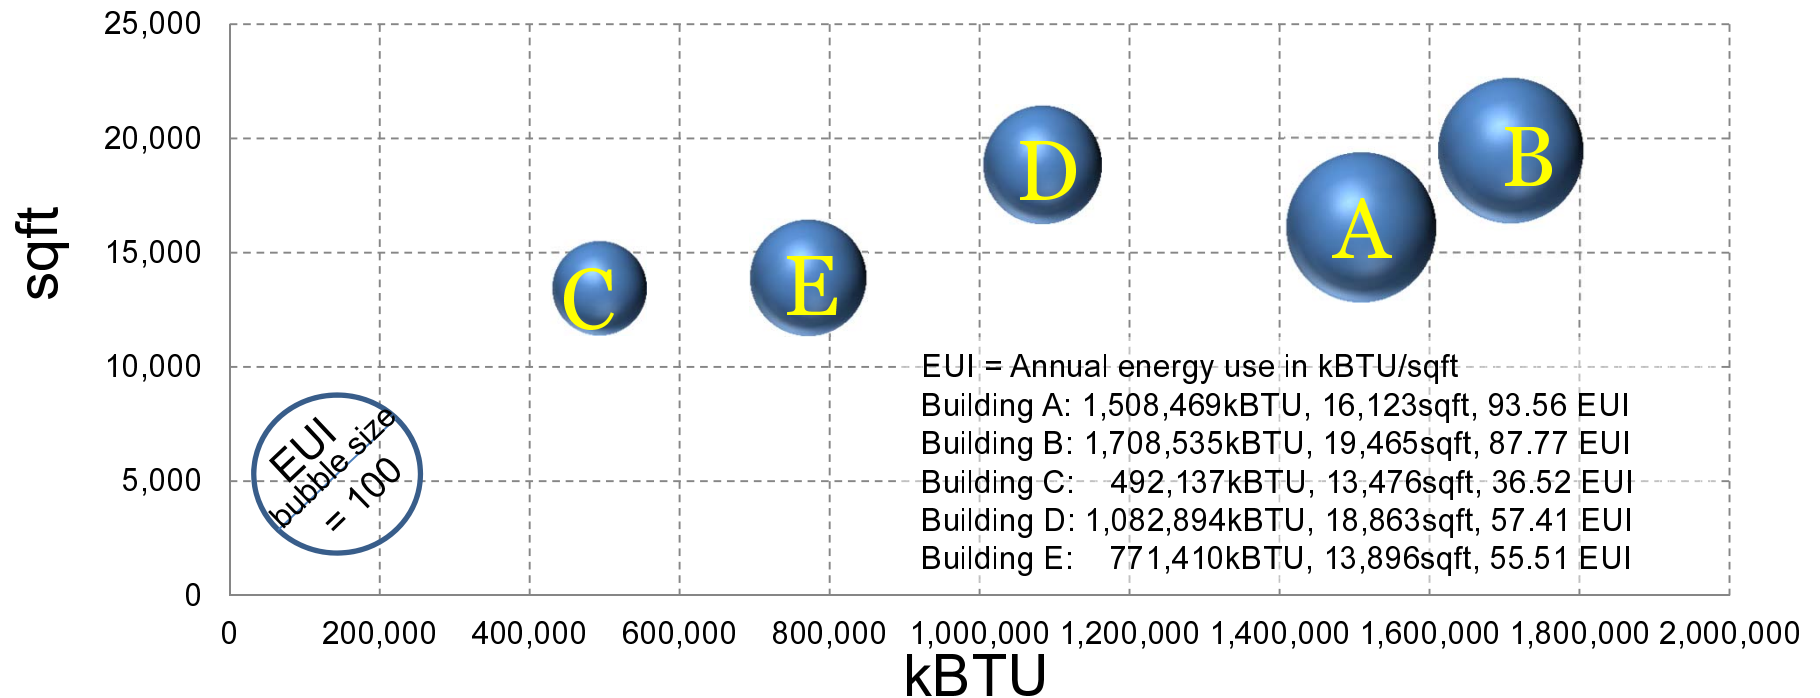 25,000
20,000
15,000
10,000
5,000
0
sqft
D
B
A
C
E
EUI
bubble size
= 100
EUI = Annual energy use in kBTU/sqft
Building A: 1,508,469kBTU, 16,123sqft, 93.56 EUI
Building B: 1,708,535kBTU, 19,465sqft, 87.77 EUI
Building C: 492,137kBTU, 13,476sqft, 36.52 EUI
Building D: 1,082,894kBTU, 18,863sqft, 57.41 EUI
Building E: 771,410kBTU, 13,896sqft, 55.51 EUI
0 200,000 400,000 600,000 800,000 1,000,000 1,200,000 1,400,000 1,600,000 1,800,000 2,000,000
kBTU